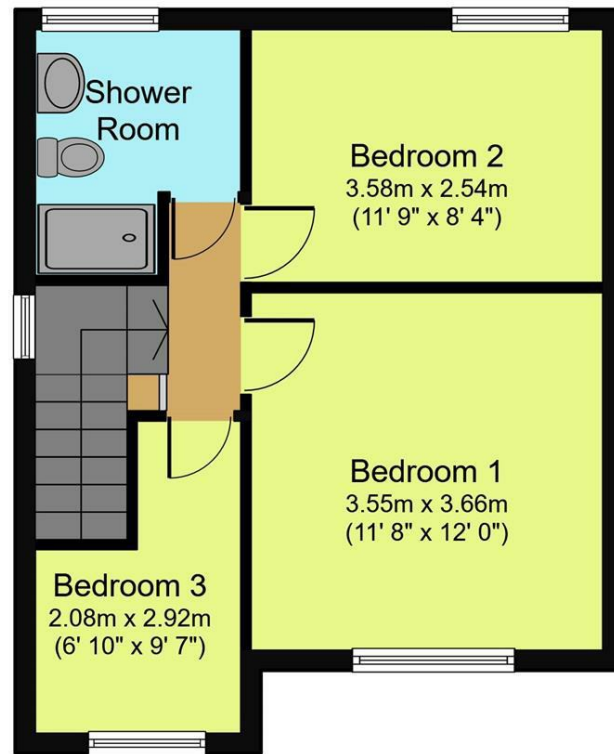 Shower
Room
Bedroom 2
3.58m x 2.54m
(11' 9" x 8' 4")
Bedroom 1
3.55m x 3.66m
(11' 8" x 12' 0")
Bedroom 3
2.08m x 2.92m
(6' 10" x 9' 7")